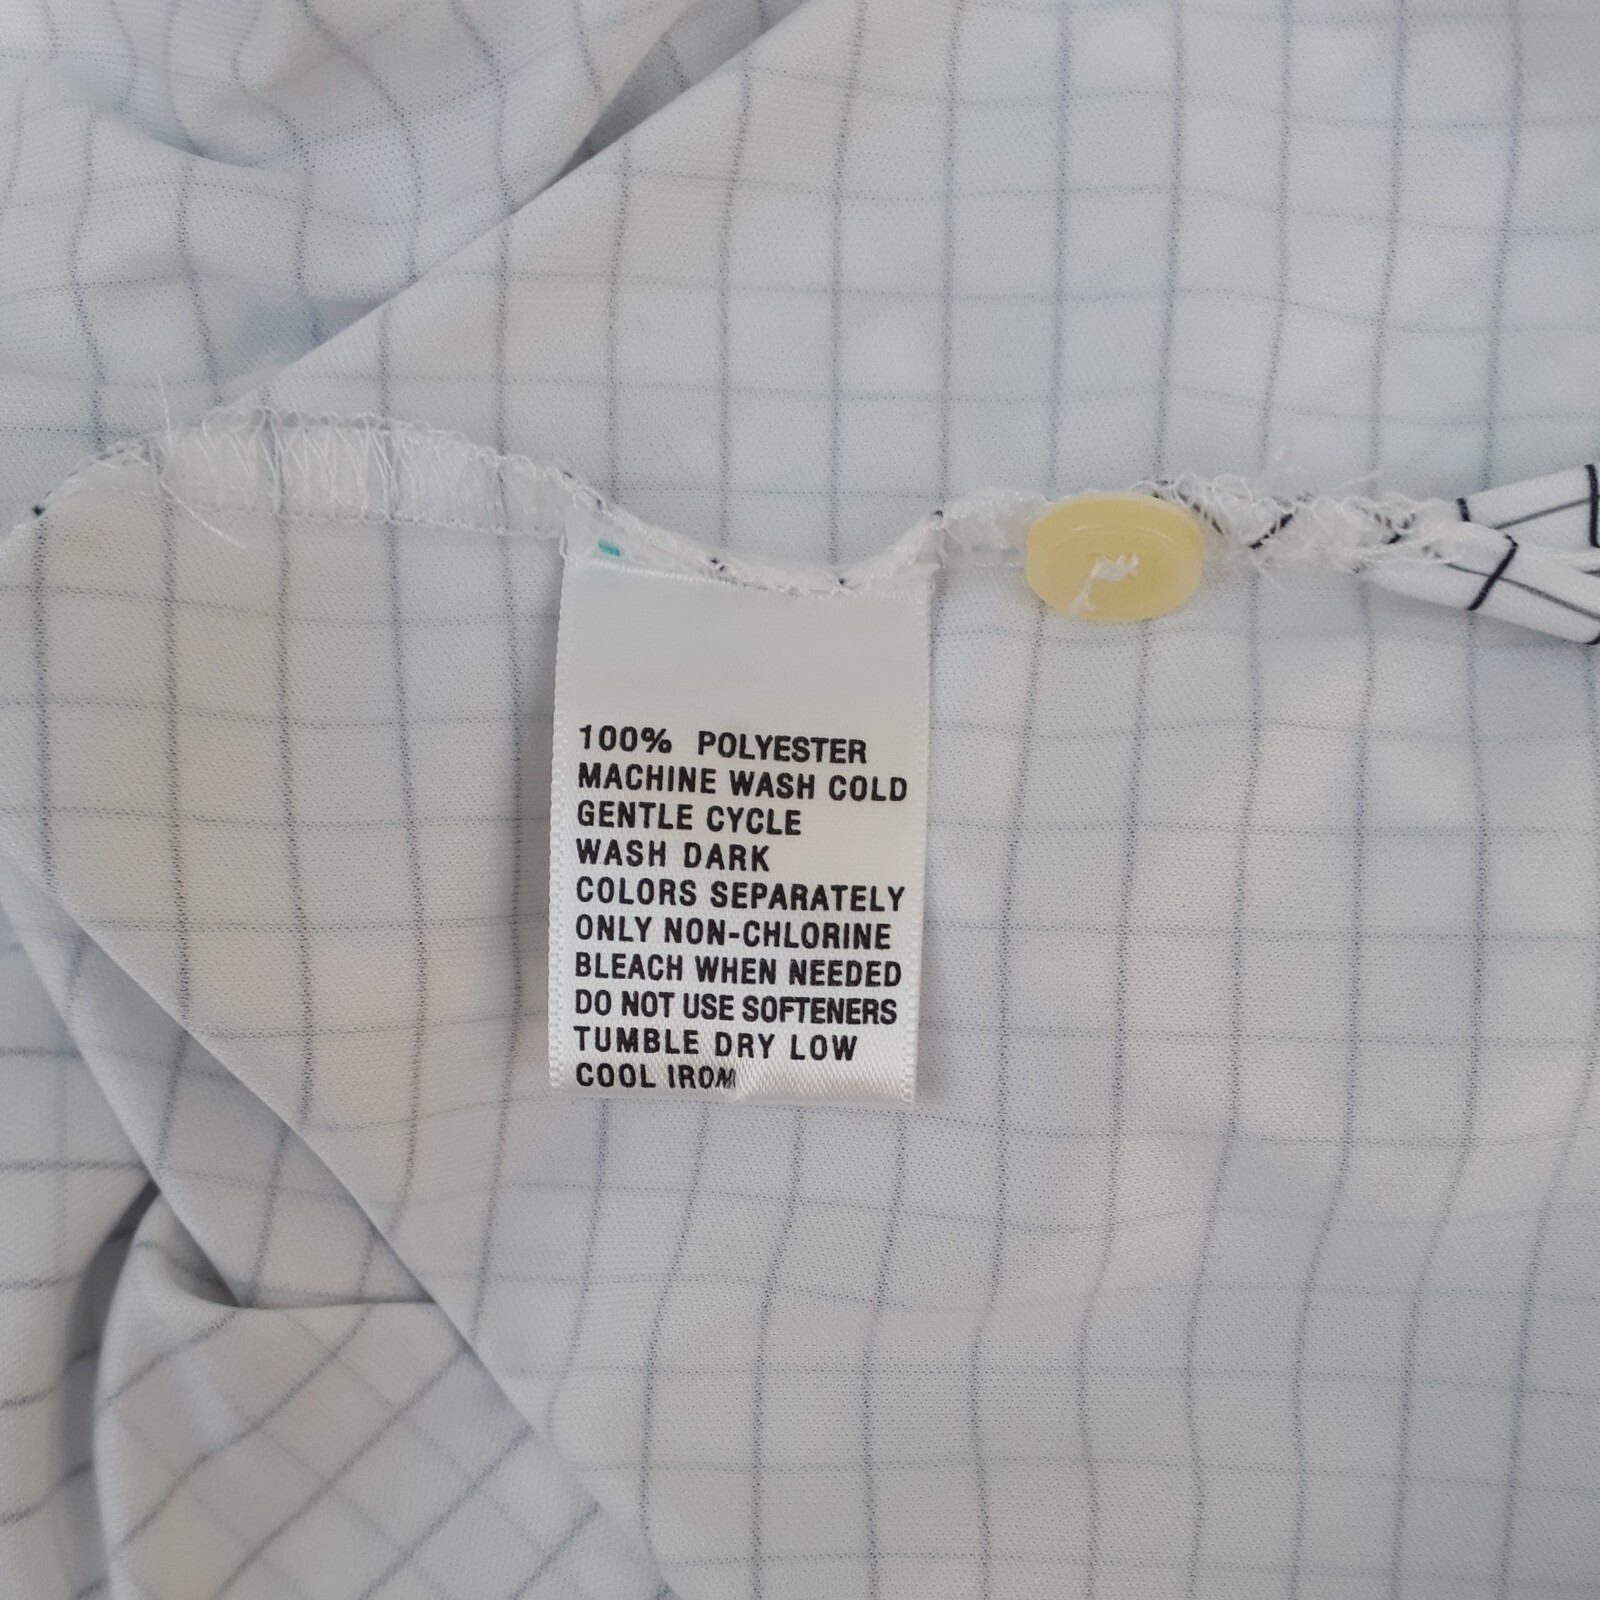 100% POLYESTER
MACHINE WASH COLD
GENTLE CYCLE
WASH DARK
COLORS SEPARATELY
ONLY NON-CHLORINE
BLEACH WHEN NEEDED
DO NOT USE SOFTENERS
TUMBLE DRY LOW
COOL IRON